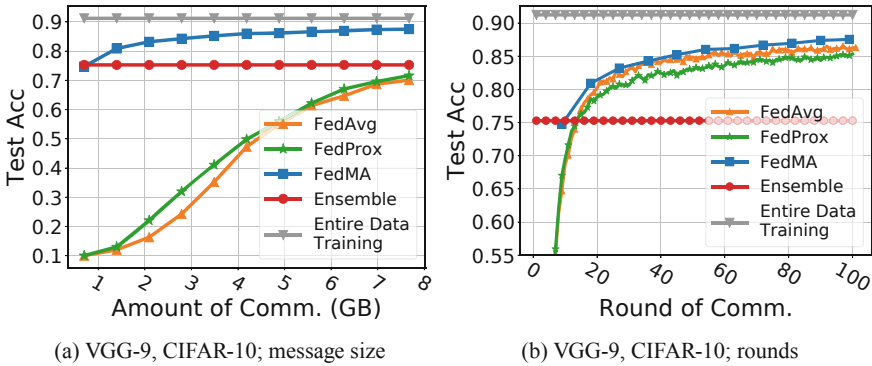 0.9
0.8
0.7
0.6
0.5
0.4
0.3
0.2
0.1
Test Acc
FedAvg
FedProx
FedMA
Ensemble
Entire Data
Training
1 2 3 4 5 6 7 8
Amount of Comm. (GB)
(a) VGG-9, CIFAR-10; message size
0.90
0.85
0.80
0.75
0.70
0.65
0.60
0.55
Test Acc
FedAvg
FedProx
FedMA
Ensemble
Entire Data
Training
0 20 40 60 80 100
Round of Comm.
(b) VGG-9, CIFAR-10; rounds